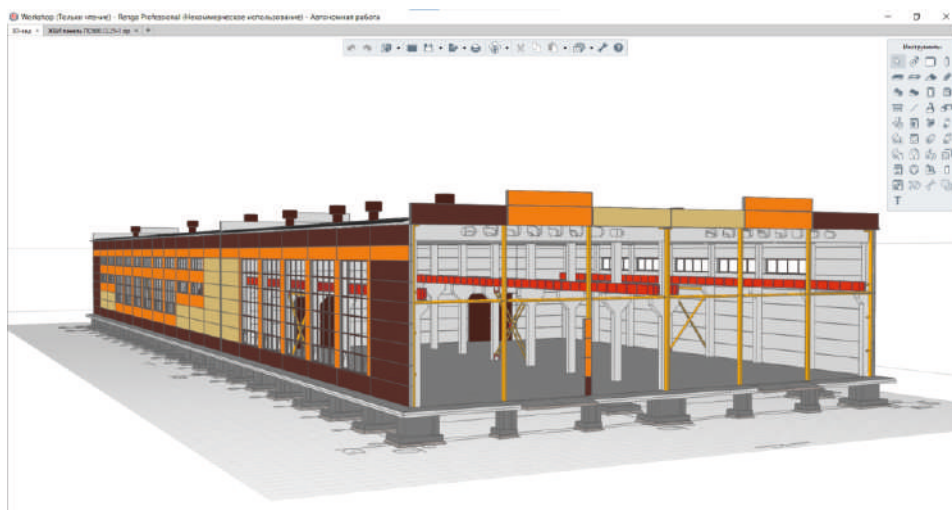 Workshop (Только чтение) - Renga Professional (Некоммерческое использование) - Автономная работа
3D-вид
Инструменты